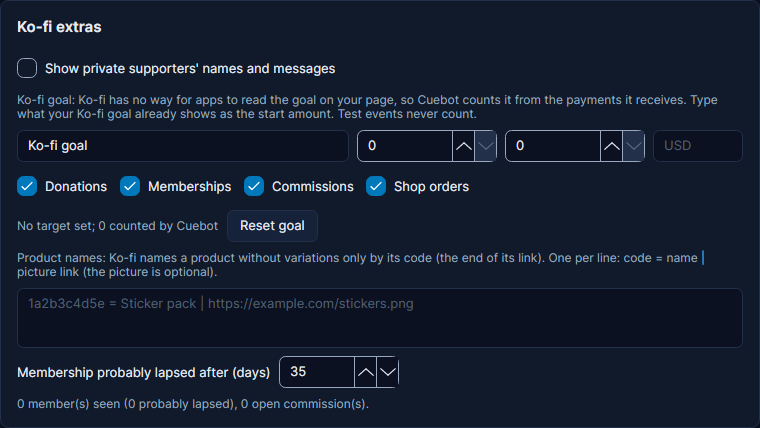 Ko-fi extras
Show private supporters' names and messages
Ko-fi goal: Ko-fi has no way for apps to read the goal on your page, so Cuebot counts it from the payments it receives. Type
what your Ko-fi goal already shows as the start amount. Test events never count.
Ko-fi goal 0 0 USD
Donations Memberships Commissions Shop orders
No target set; 0 counted by Cuebot Reset goal
Product names: Ko-fi names a product without variations only by its code (the end of its link). One per line: code = name |
picture link (the picture is optional).
1a2b3c4d5e = Sticker pack | https://example.com/stickers.png
Membership probably lapsed after (days) 35
0 member(s) seen (0 probably lapsed), 0 open commission(s).